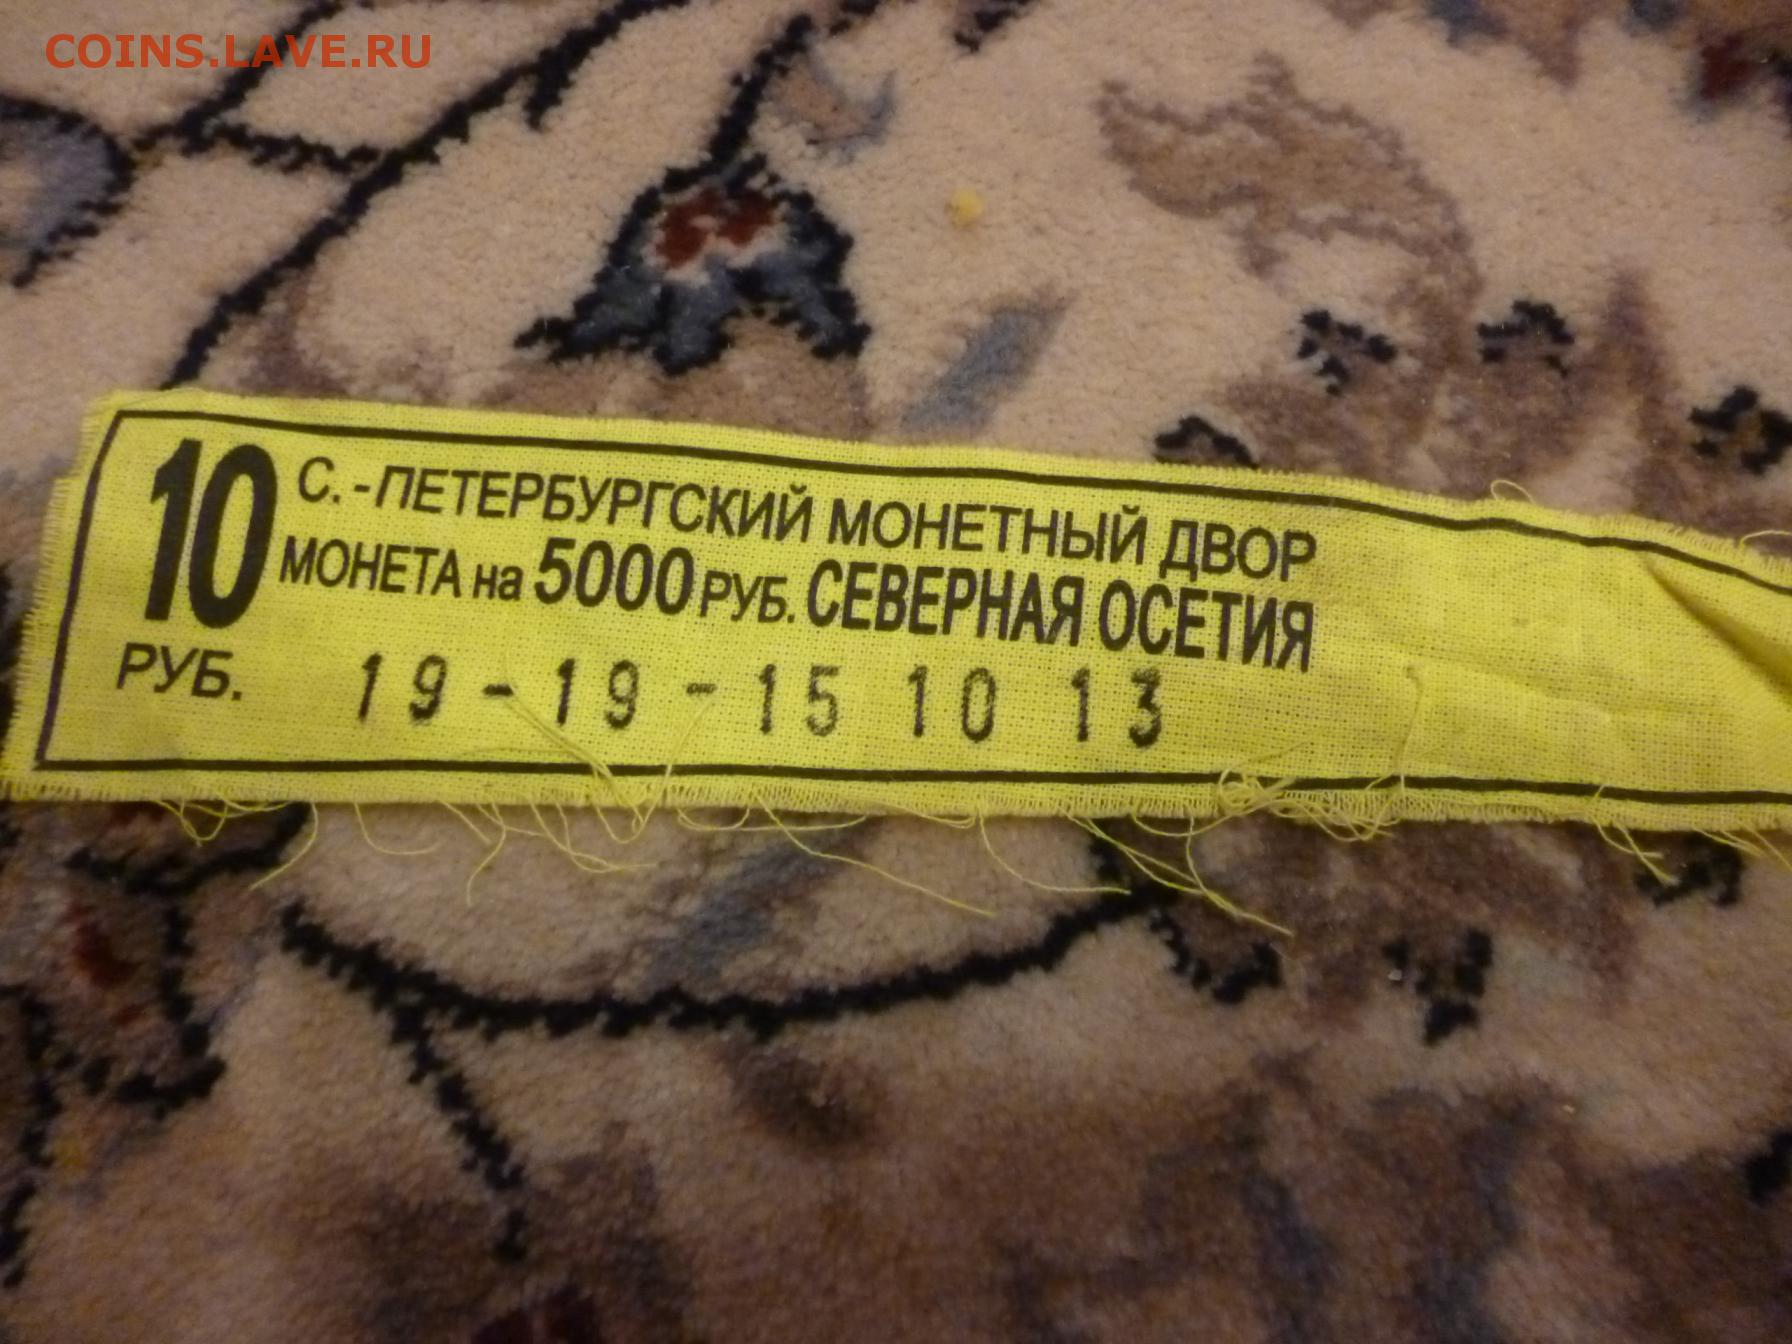 COINS.LAVE.RU
10 С.-ПЕТЕРБУРГСКИЙ МОНЕТНЫЙ ДВОР
МОНЕТА на 5000 РУБ. СЕВЕРНАЯ ОСЕТИЯ
РУБ. 19-19-15 10 13